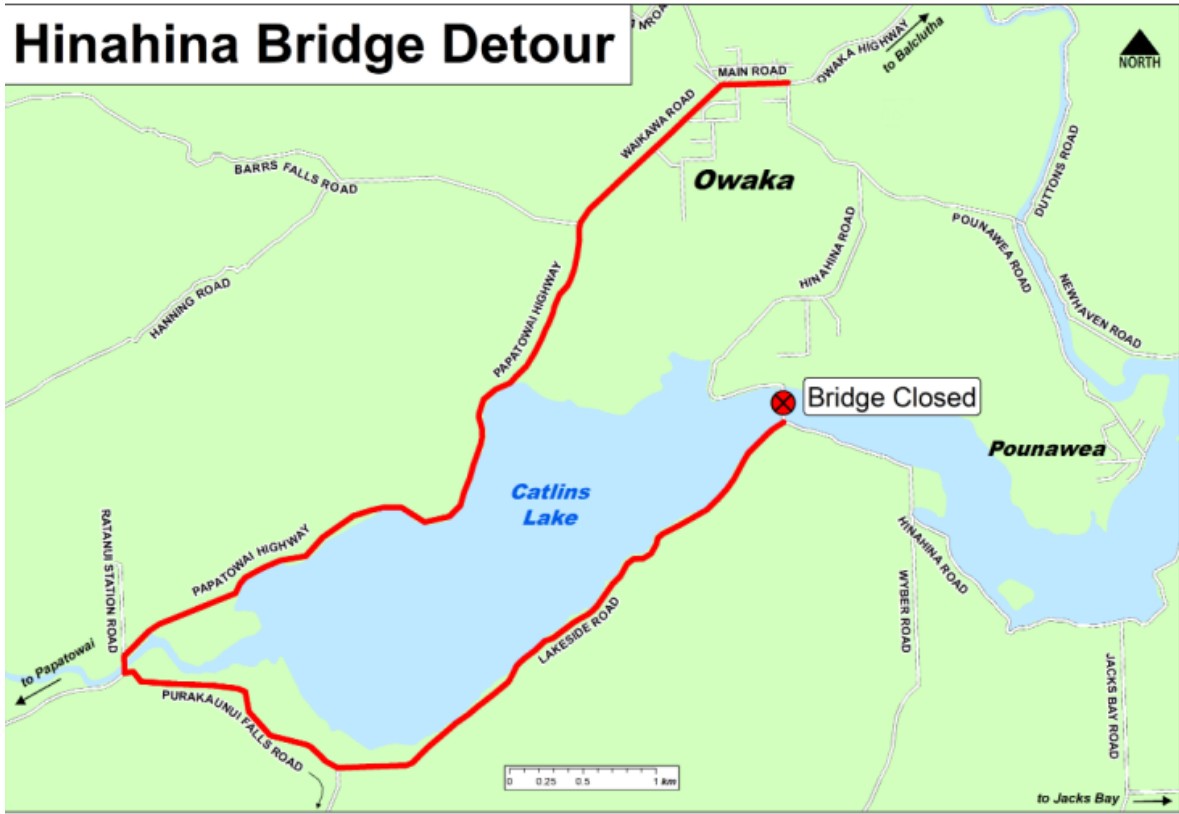 Hinahina Bridge Detour
ROAD
MAIN ROAD
OWAKA HIGHWAY
to Balclutha
NORTH
WAIKAWA ROAD
BARRS FALLS ROAD
Owaka
DUTTONS ROAD
HINAHINA ROAD
POUNAWEA ROAD
HANNING ROAD
PAPATOWAI HIGHWAY
NEWHAVEN ROAD
Bridge Closed
Pounawea
Catlins
Lake
RATANUI STATION ROAD
PAPATOWAI HIGHWAY
HINAHINA ROAD
WYBER ROAD
LAKESIDE ROAD
to Papatowai
PURAKAUNUI FALLS ROAD
JACKS BAY ROAD
0 0.25 0.5 1 km
to Jacks Bay